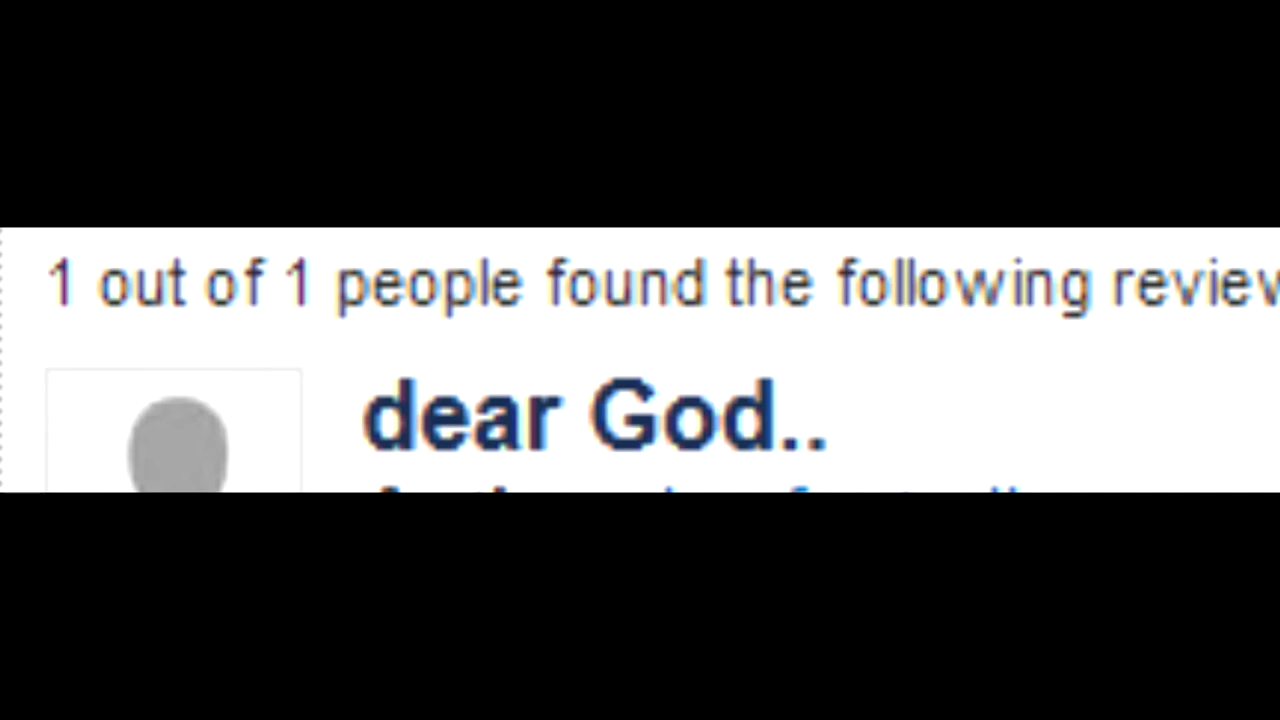 1 out of 1 people found the following review
dear God..